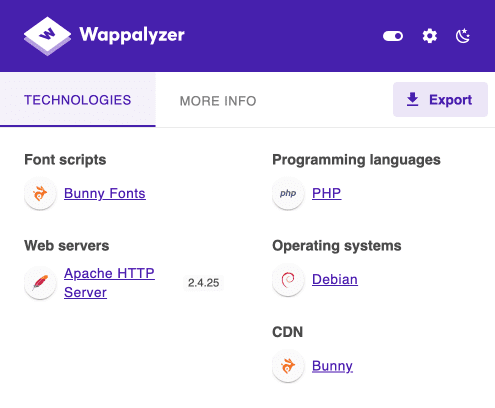 Wappalyzer
TECHNOLOGIES
MORE INFO
Export
Font scripts
Bunny Fonts
Web servers
Apache HTTP
Server
2.4.25
Programming languages
php
PHP
Operating systems
Debian
CDN
Bunny